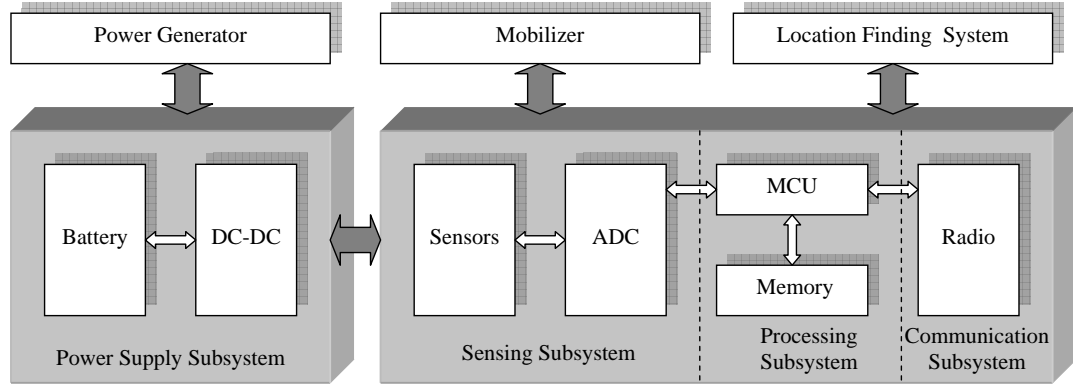 Power Generator
Mobilizer
Location Finding System
Battery
DC-DC
Sensors
ADC
MCU
Memory
Radio
Power Supply Subsystem
Sensing Subsystem
Processing
Subsystem
Communication
Subsystem